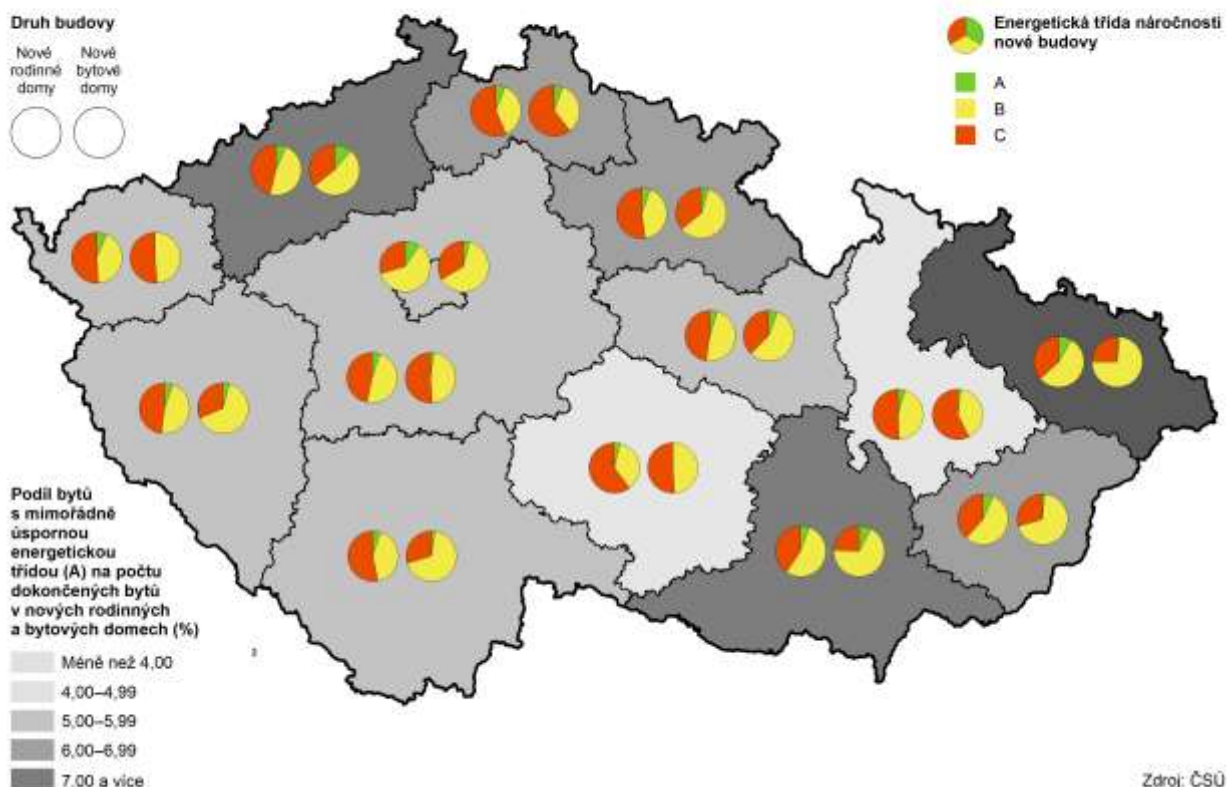 Druh budovy
Nové
rodinné
domy
Nové
bytové
domy
Energetická třída náročnosti
nové budovy
A
B
C
Podíl bytů
s mimořádně
úspornou
energetickou
třídou (A) na počtu
dokončených bytů
v nových rodinných
a bytových domech (%)
Méně než 4,00
4,00–4,99
5,00–5,99
6,00–6,99
7,00 a více
Zdroj: ČSÚ